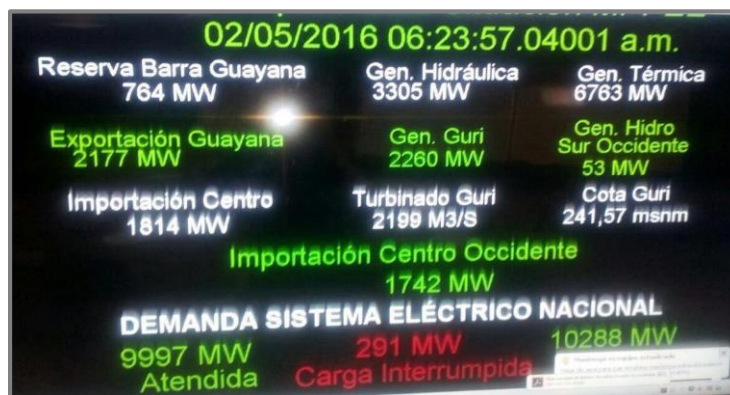 02/05/2016 06:23:57.04001 a.m.
Reserva Barra Guayana
764 MW
Gen. Hidráulica
3305 MW
Gen. Térmica
6763 MW
Exportación Guayana
2177 MW
Gen. Guri
2260 MW
Gen. Hidro
Sur Occidente
53 MW
Importación Centro
1814 MW
Turbinado Guri
2199 M3/S
Cota Guri
241,57 msnm
Importación Centro Occidente
1742 MW
DEMANDA SISTEMA ELÉCTRICO NACIONAL
9997 MW
Atendida
291 MW
Carga Interrumpida
10288 MW